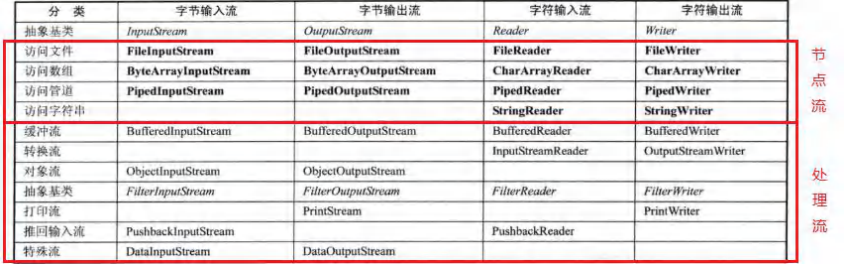 分 类 字节输入流 字节输出流 字符输入流 字符输出流
抽象基类 InputStream OutputStream Reader Writer
访问文件 FileInputStream FileOutputStream FileReader FileWriter
访问数组 ByteArrayInputStream ByteArrayOutputStream CharArrayReader CharArrayWriter
访问管道 PipedInputStream PipedOutputStream PipedReader PipedWriter
访问字符串 StringReader StringWriter
节点流
缓冲流 BufferedInputStream BufferedOutputStream BufferedReader BufferedWriter
转换流 InputStreamReader OutputStreamWriter
对象流 ObjectInputStream ObjectOutputStream
抽象基类 FilterInputStream FilterOutputStream FilterReader FilterWriter
打印流 PrintStream PrintWriter
推回输入流 PushbackInputStream PushbackReader
特殊流 DataInputStream DataOutputStream
处理流